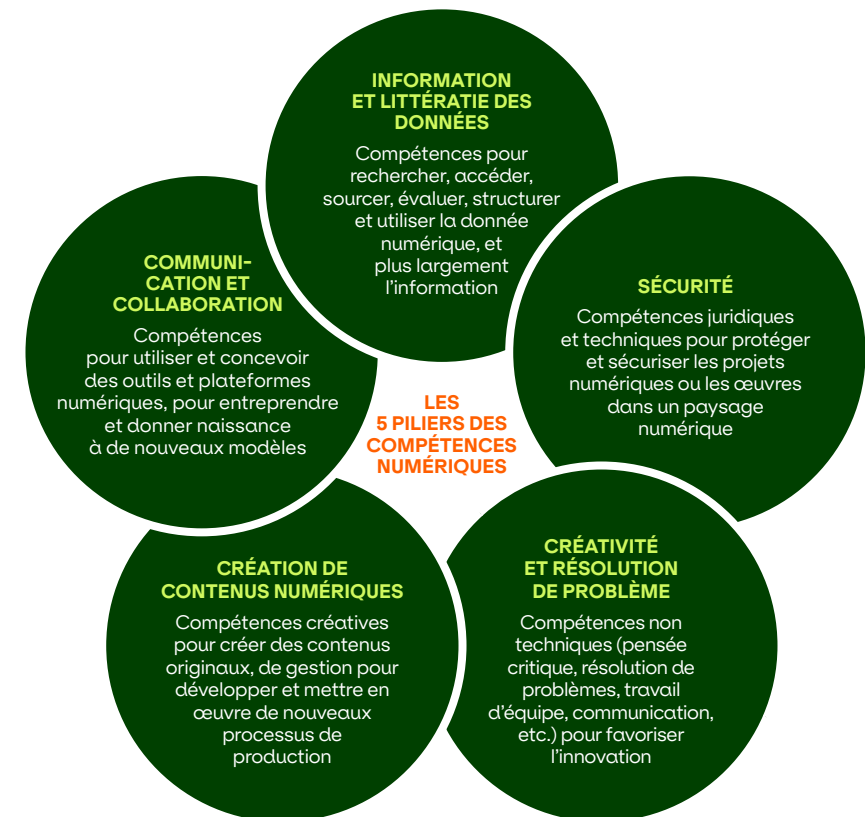 INFORMATION
ET LITTÉRATIE DES
DONNÉES
Compétences pour
rechercher, accéder,
sourcer, évaluer, structurer
et utiliser la donnée
numérique, et
plus largement
l'information
COMMUNI-
CATION ET
COLLABORATION
Compétences
pour utiliser et concevoir
des outils et plateformes
numériques, pour entreprendre
et donner naissance
à de nouveaux modèles
SÉCURITÉ
Compétences juridiques
et techniques pour protéger
et sécuriser les projets
numériques ou les œuvres
dans un paysage
numérique
LES
5 PILIERS DES
COMPÉTENCES
NUMÉRIQUES
CRÉATION DE
CONTENUS NUMÉRIQUES
Compétences créatives
pour créer des contenus
originaux, de gestion pour
développer et mettre en
œuvre de nouveaux
processus de
production
CRÉATIVITÉ
ET RÉSOLUTION
DE PROBLÈME
Compétences non
techniques (pensée
critique, résolution de
problèmes, travail
d'équipe, communication,
etc.) pour favoriser
l'innovation